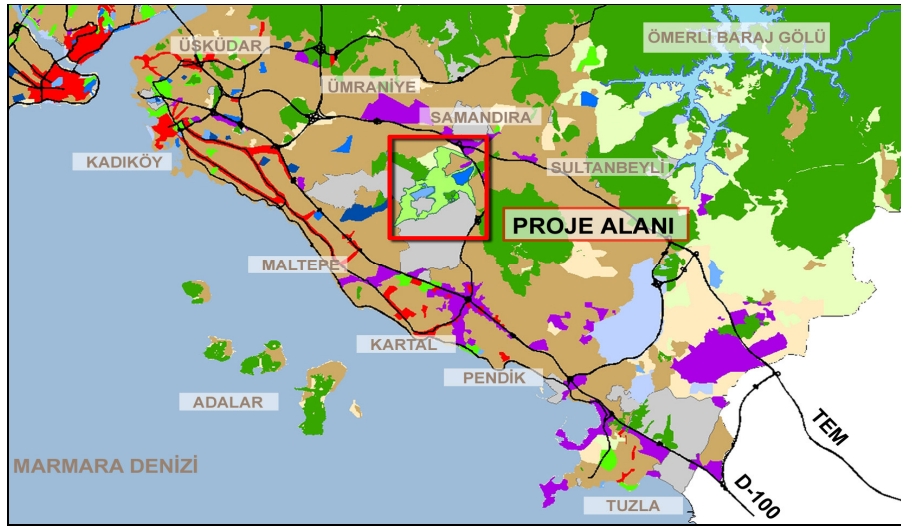 ÜSKÜDAR
ÖMERLİ BARAJ GÖLÜ
ÜMRANİYE
SAMANDIRA
KADIKÖY
SULTANBEYLİ
PROJE ALANI
MALTEPE
KARTAL
PENDİK
ADALAR
TEM
MARMARA DENİZİ
D-100
TUZLA